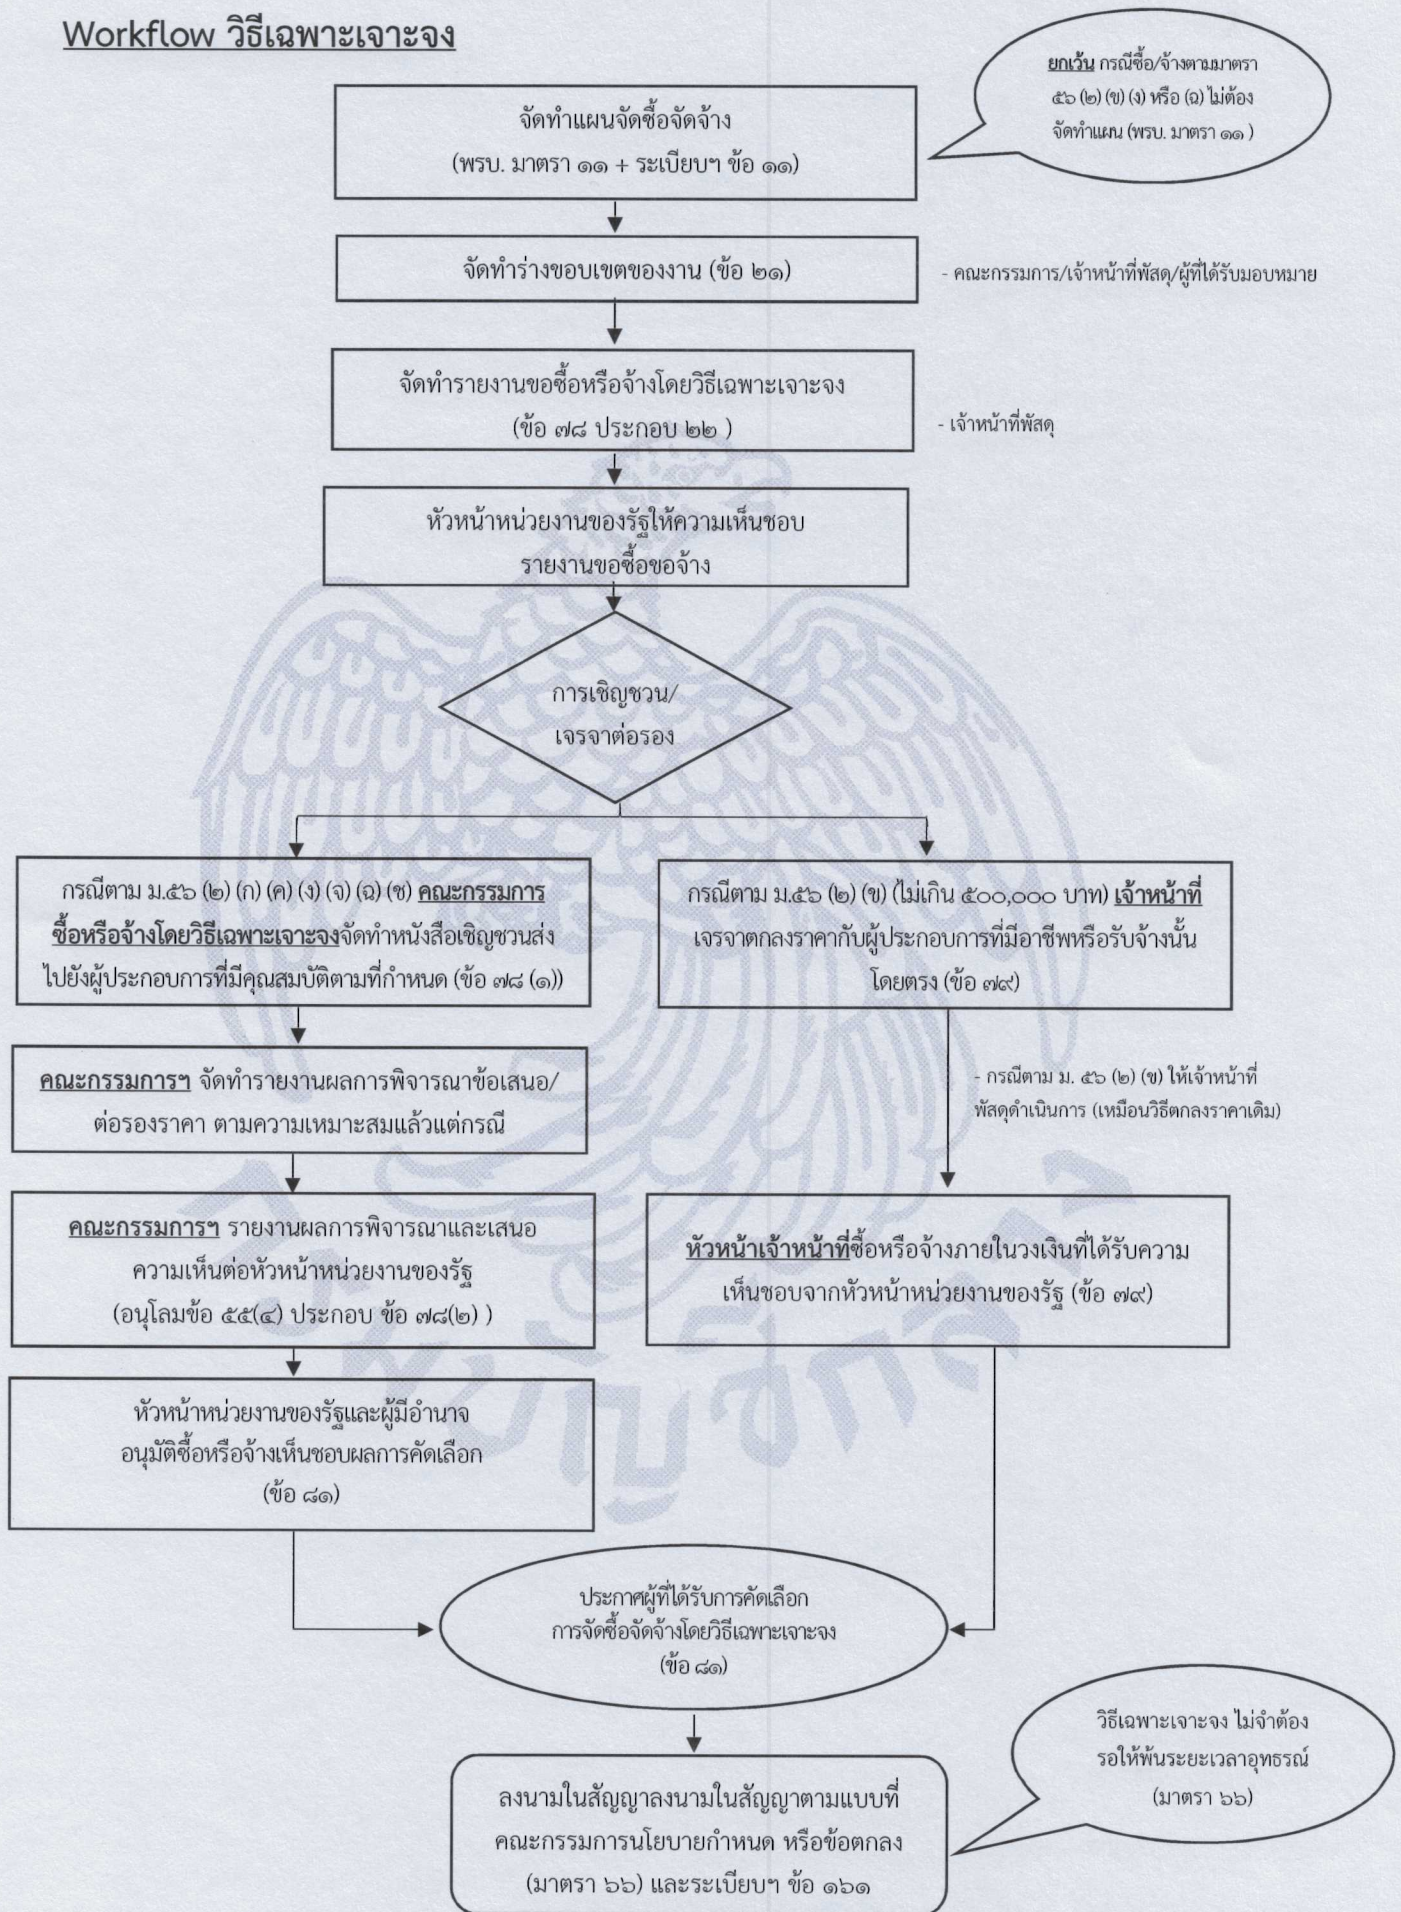 Workflow วิธีเฉพาะเจาะจง
ยกเว้น กรณีซื้อ/จ้างตามมาตรา
๕๖ (๒) (ข) (ง) หรือ (ฉ) ไม่ต้อง
จัดทำแผน (พรบ. มาตรา ๑๑ )
จัดทำแผนจัดซื้อจัดจ้าง
(พรบ. มาตรา ๑๑ + ระเบียบฯ ข้อ ๑๑)
จัดทำร่างขอบเขตของงาน (ข้อ ๒๑)
- คณะกรรมการ/เจ้าหน้าที่พัสดุ/ผู้ที่ได้รับมอบหมาย
จัดทำรายงานขอซื้อหรือจ้างโดยวิธีเฉพาะเจาะจง
(ข้อ ๗๘ ประกอบ ๒๒ )
- เจ้าหน้าที่พัสดุ
หัวหน้าหน่วยงานของรัฐให้ความเห็นชอบ
รายงานขอซื้อขอจ้าง
การเชิญชวน/
เจรจาต่อรอง
กรณีตาม ม.๕๖ (๒) (ก) (ค) (ง) (จ) (ฉ) (ช) คณะกรรมการ
ซื้อหรือจ้างโดยวิธีเฉพาะเจาะจงจัดทำหนังสือเชิญชวนส่ง
ไปยังผู้ประกอบการที่มีคุณสมบัติตามที่กำหนด (ข้อ ๗๘ (๑))
กรณีตาม ม.๕๖ (๒) (ข) (ไม่เกิน ๕๐๐,๐๐๐ บาท) เจ้าหน้าที่
เจรจาตกลงราคากับผู้ประกอบการที่มีอาชีพหรือรับจ้างนั้น
โดยตรง (ข้อ ๗๙)
คณะกรรมการฯ จัดทำรายงานผลการพิจารณาข้อเสนอ/
ต่อรองราคา ตามความเหมาะสมแล้วแต่กรณี
- กรณีตาม ม. ๕๖ (๒) (ข) ให้เจ้าหน้าที่
พัสดุดำเนินการ (เหมือนวิธีตกลงราคาเดิม)
คณะกรรมการฯ รายงานผลการพิจารณาและเสนอ
ความเห็นต่อหัวหน้าหน่วยงานของรัฐ
(อนุโลมข้อ ๕๕(๔) ประกอบ ข้อ ๗๘(๒) )
หัวหน้าเจ้าหน้าที่ซื้อหรือจ้างภายในวงเงินที่ได้รับความ
เห็นชอบจากหัวหน้าหน่วยงานของรัฐ (ข้อ ๗๙)
หัวหน้าหน่วยงานของรัฐและผู้มีอำนาจ
อนุมัติซื้อหรือจ้างเห็นชอบผลการคัดเลือก
(ข้อ ๘๑)
ประกาศผู้ที่ได้รับการคัดเลือก
การจัดซื้อจัดจ้างโดยวิธีเฉพาะเจาะจง
(ข้อ ๘๑)
วิธีเฉพาะเจาะจง ไม่จำต้อง
รอให้พ้นระยะเวลาอุทธรณ์
(มาตรา ๖๖)
ลงนามในสัญญาลงนามในสัญญาตามแบบที่
คณะกรรมการนโยบายกำหนด หรือข้อตกลง
(มาตรา ๖๖) และระเบียบฯ ข้อ ๑๖๑